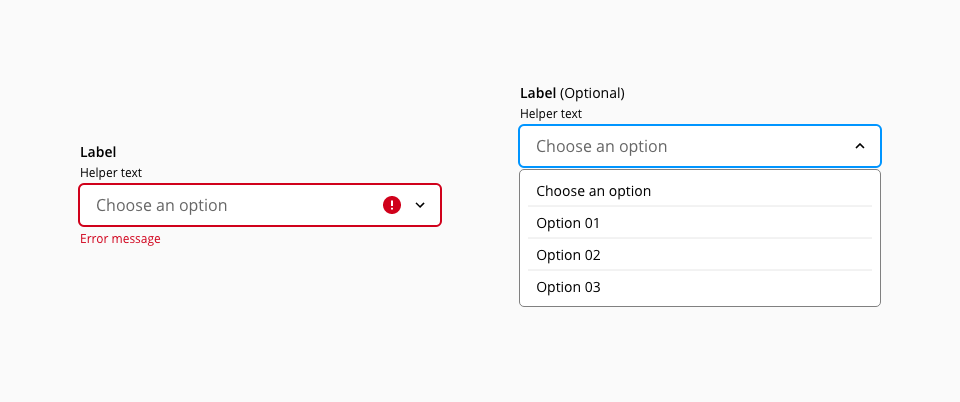 Label
Helper text
Choose an option
Error message
Label (Optional)
Helper text
Choose an option
Choose an option
Option 01
Option 02
Option 03